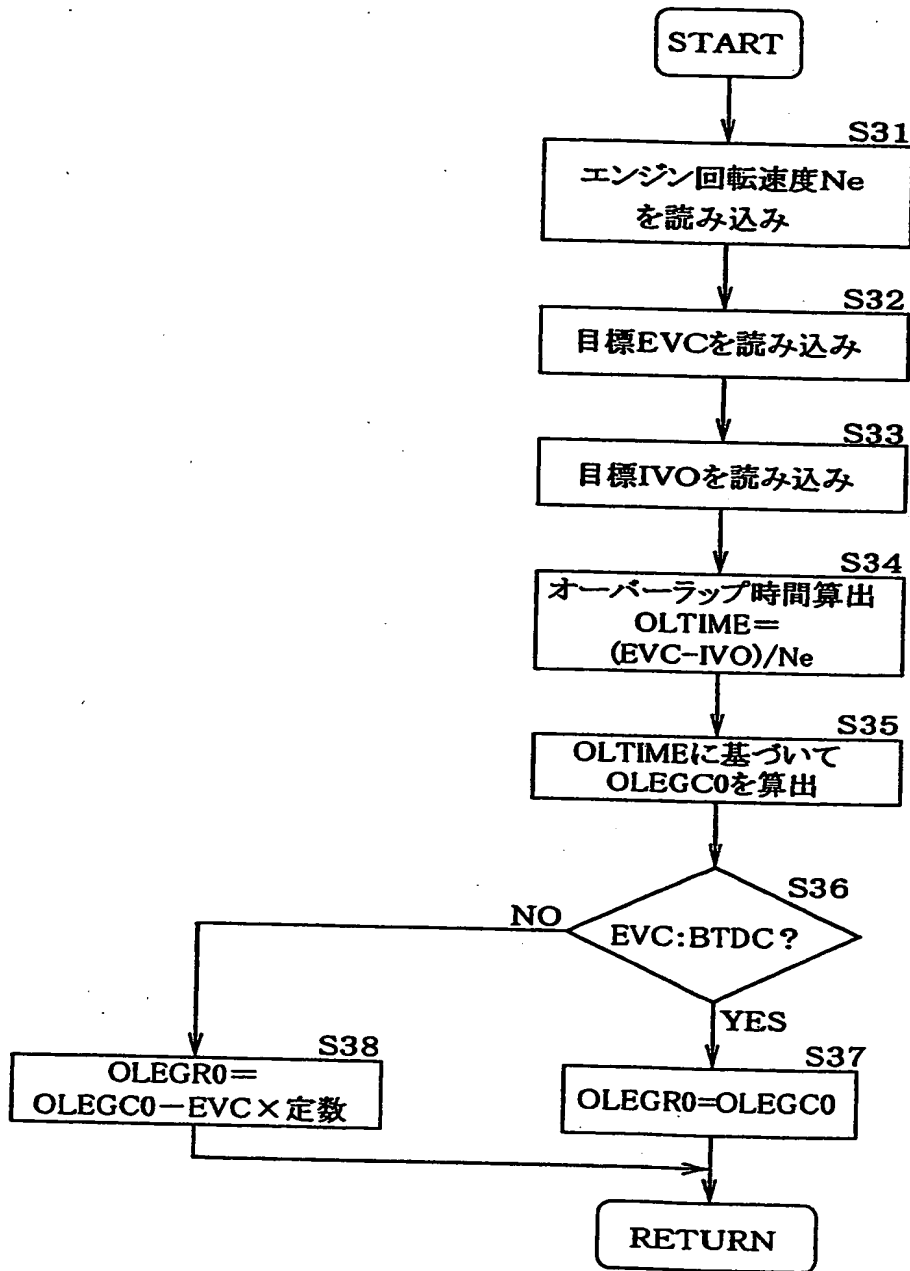 START
S31
エンジン回転速度Ne
を読み込み
S32
目標EVCを読み込み
S33
目標IVOを読み込み
S34
オーバーラップ時間算出
OLTIME=
(EVC-IVO)/Ne
S35
OLTIMEに基づいて
OLEGC0を算出
S36
EVC:BTDC?
NO
YES
S38
OLEGR0=
OLEGC0-EVC×定数
S37
OLEGR0=OLEGC0
RETURN